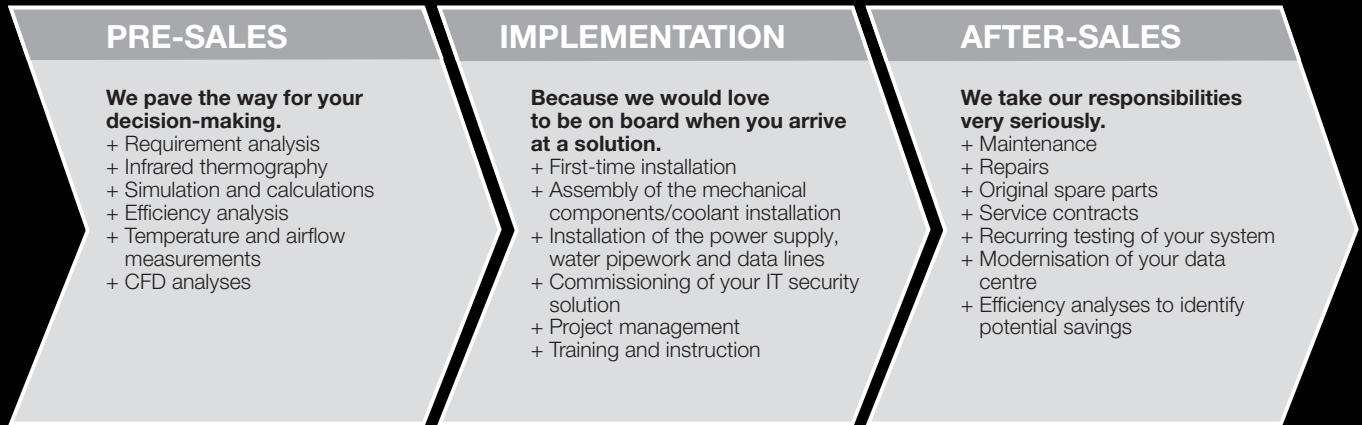 PRE-SALES
We pave the way for your
decision-making.
+ Requirement analysis
+ Infrared thermography
+ Simulation and calculations
+ Efficiency analysis
+ Temperature and airflow
measurements
+ CFD analyses
IMPLEMENTATION
Because we would love
to be on board when you arrive
at a solution.
+ First-time installation
+ Assembly of the mechanical
components/coolant installation
+ Installation of the power supply,
water pipework and data lines
+ Commissioning of your IT security
solution
+ Project management
+ Training and instruction
AFTER-SALES
We take our responsibilities
very seriously.
+ Maintenance
+ Repairs
+ Original spare parts
+ Service contracts
+ Recurring testing of your system
+ Modernisation of your data
centre
+ Efficiency analyses to identify
potential savings